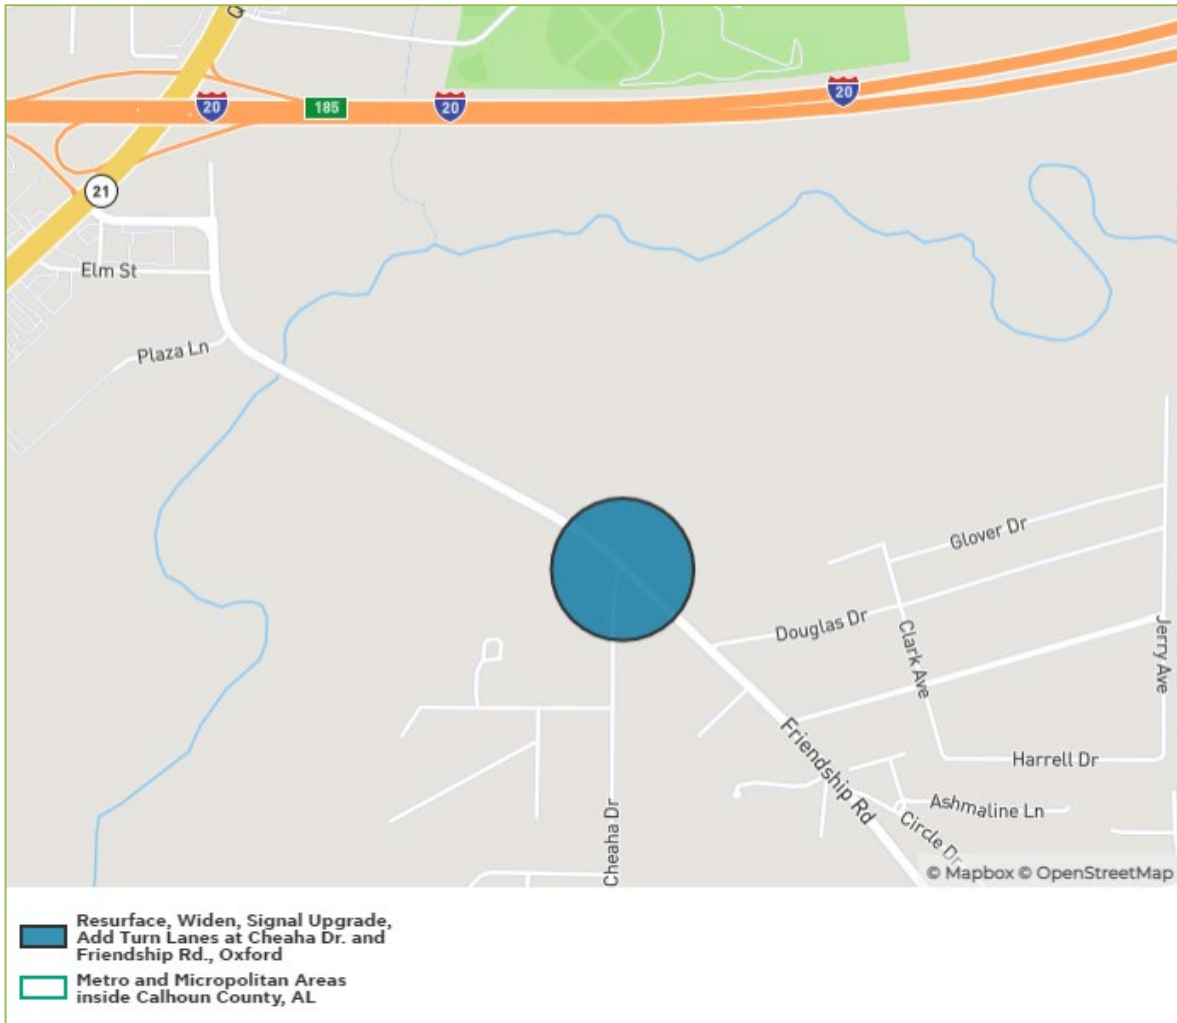 Q
20
185
20
20
21
Elm St
Plaza Ln
Glover Dr
Douglas Dr
Clark Ave
Jerry Ave
Friendship Rd
Harrell Dr
Ashmaline Ln
Circle Dr
Cheaha Dr
© Mapbox © OpenStreetMap
Resurface, Widen, Signal Upgrade,
Add Turn Lanes at Cheaha Dr. and
Friendship Rd., Oxford
Metro and Micropolitan Areas
inside Calhoun County, AL